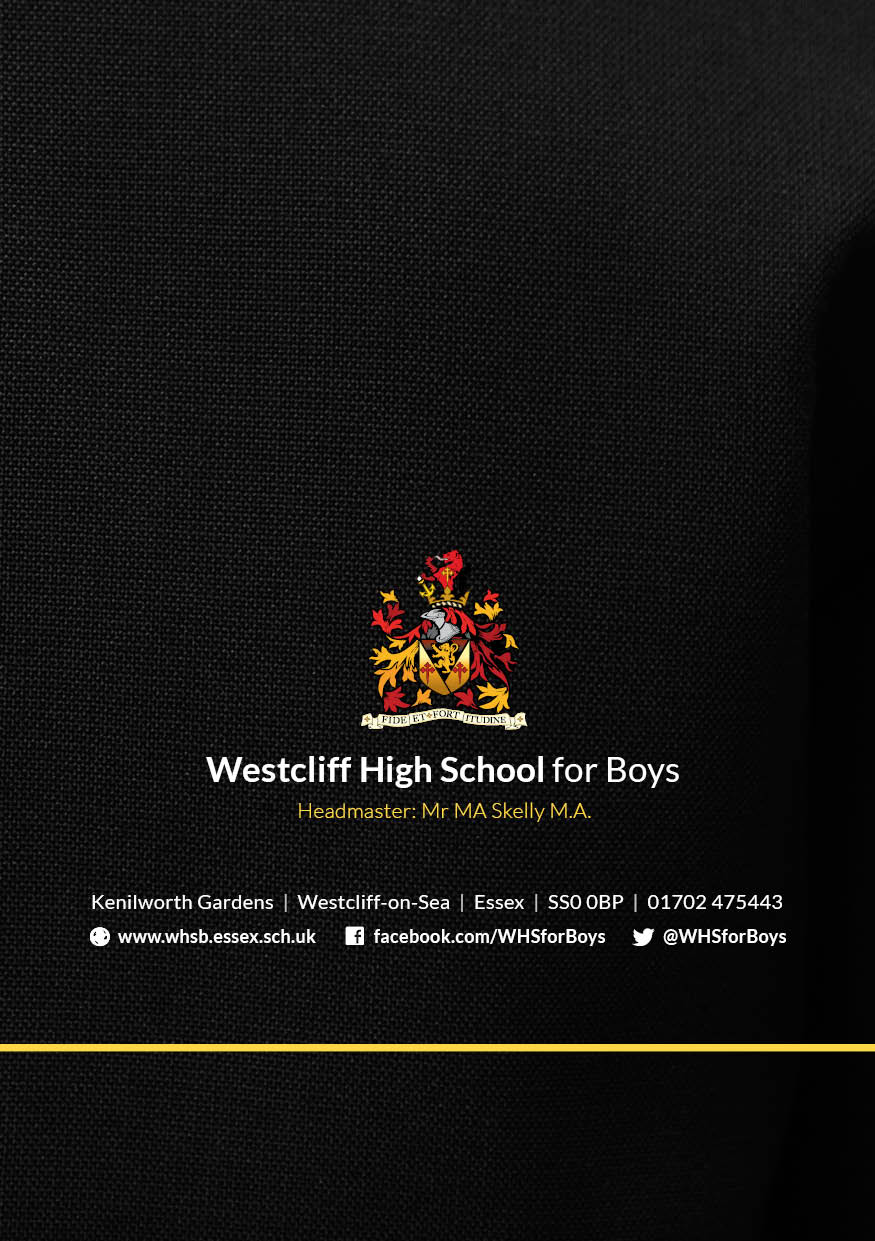 FIDE ET FORTITUDINE
Westcliff High School for Boys
Headmaster: Mr MA Skelly M.A.
Kenilworth Gardens | Westcliff-on-Sea | Essex | SS0 0BP | 01702 475443
www.whsb.essex.sch.uk facebook.com/WHSforBoys @WHSforBoys